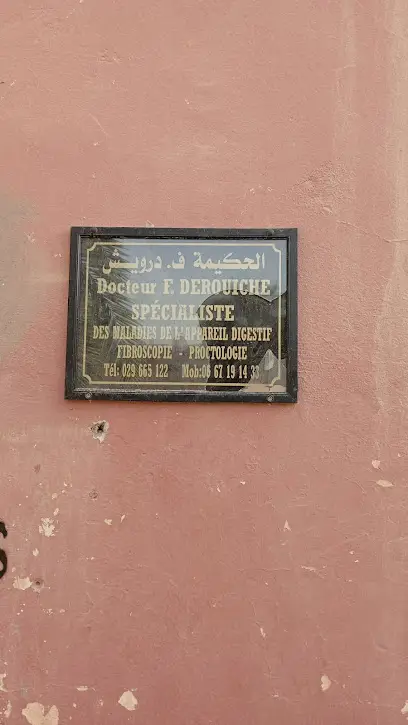 الحكيمة ف. درويش
Docteur F. DEROUICHE
SPÉCIALISTE
DES MALADIES DE L'APPAREIL DIGESTIF
FIBROSCOPIE - PROCTOLOGIE
Tél: 029 665 122 Mob: 06 67 19 14 33